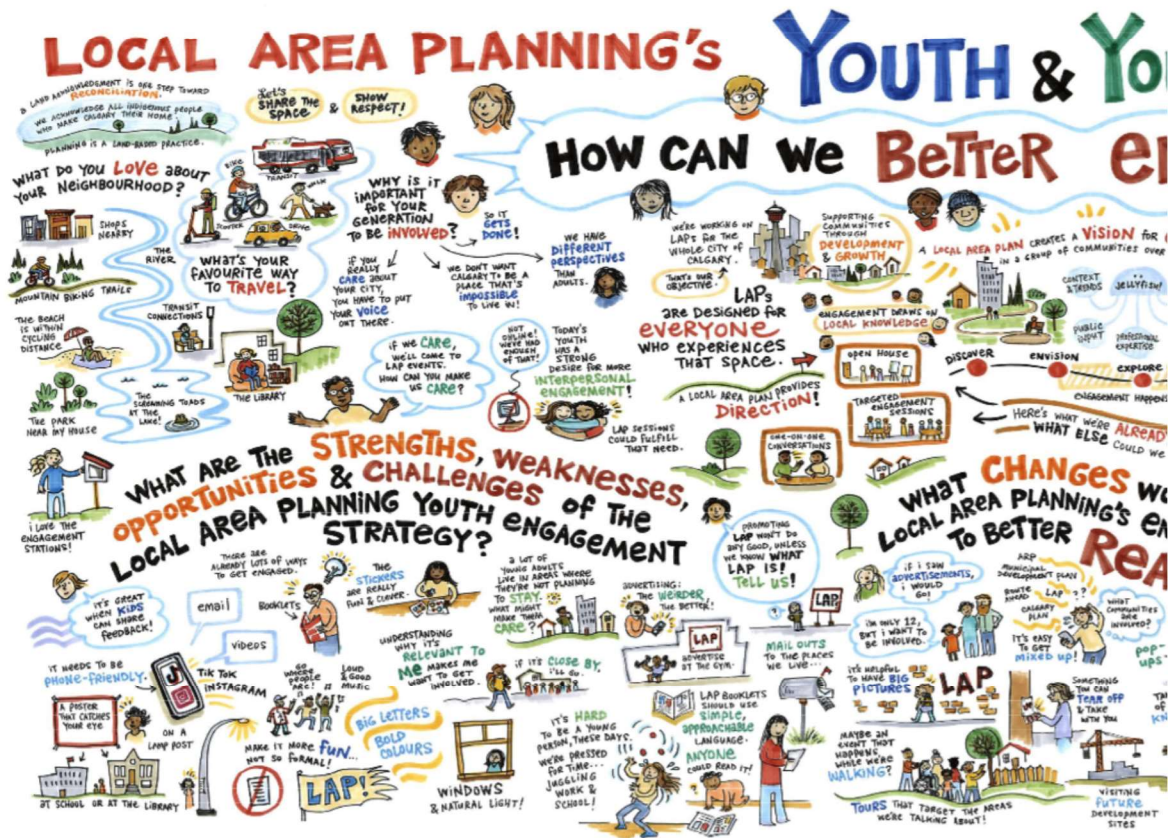 LOCAL AREA PLANNING's
YOUTH & YO
A LAND ACKNOWLEDGMENT IS ONE STEP TOWARD
RECONCILIATION.
WE ACKNOWLEDGE ALL INDIGENOUS PEOPLE
WHO MAKE CALGARY THEIR HOME.
PLANNING IS A LAND-BASED PRACTICE.
Let's
SHARE THE
SPACE
&
SHOW
RESPECT!
HOW CAN WE BETTER
WHAT DO YOU LOVE ABOUT
YOUR NEIGHBOURHOOD?
SHOPS
NEARBY
THE
RIVER
MOUNTAIN BIKING TRAILS
THE BEACH
IS WITHIN
CYCLING
DISTANCE
TRANSIT
CONNECTIONS
THE LIBRARY
THE PARK
NEAR MY HOUSE
THE
SCREAMING TOADS
AT THE
LAKE!
BIKE
TRANSIT
WALK
SCOOTER
DRIVE
WHAT'S YOUR
FAVOURITE WAY
TO TRAVEL?
WHY IS IT
IMPORTANT
FOR YOUR
GENERATION
TO BE INVOLVED?
SO IT
GETS
DONE!
WE HAVE
DIFFERENT
PERSPECTIVES
THAN
ADULTS.
IF YOU
REALLY
CARE ABOUT
YOUR CITY,
YOU HAVE TO PUT
YOUR VOICE
OUT THERE.
WE DON'T WANT
CALGARY TO BE A
PLACE THAT'S
IMPOSSIBLE
TO LIVE IN!
IF WE CARE,
WE'LL COME TO
LAP EVENTS.
HOW CAN YOU MAKE
US CARE?
NOT
ONLINE!
WE'VE HAD
ENOUGH
OF THAT!
TODAY'S
YOUTH
HAS A
STRONG
DESIRE FOR MORE
INTERPERSONAL
ENGAGEMENT!
LAP SESSIONS
COULD FULFILL
THAT NEED.
WE'RE WORKING ON
LAPs FOR THE
WHOLE CITY OF
CALGARY.
THAT'S OUR
OBJECTIVE.
SUPPORTING
COMMUNITIES
THROUGH
DEVELOPMENT
& GROWTH
LAPs
ARE DESIGNED FOR
EVERYONE
WHO EXPERIENCES
THAT SPACE.
ENGAGEMENT DRAWS ON
LOCAL KNOWLEDGE
A LOCAL AREA PLAN PROVIDES
DIRECTION!
OPEN HOUSE
TARGETED
ENGAGEMENT
SESSIONS
ONE-ON-ONE
CONVERSATIONS
A LOCAL AREA PLAN CREATES A VISION FOR
IN A GROUP OF COMMUNITIES OVER
CONTEXT
& TRENDS
JELLYFISH!
PUBLIC
INPUT
PROFESSIONAL
EXPERTISE
DISCOVER
ENVISION
EXPLORE
ENGAGEMENT HAPPEN
HERE'S WHAT WE'RE ALREAD
WHAT ELSE COULD WE
I LOVE THE
ENGAGEMENT
STATIONS!
WHAT ARE THE STRENGTHS, WEAKNESSES,
OPPORTUNITIES & CHALLENGES OF THE
LOCAL AREA PLANNING YOUTH ENGAGEMENT
STRATEGY?
WHAT CHANGES WO
LOCAL AREA PLANNING'S EN
TO BETTER REA
IT'S GREAT
WHEN KIDS
CAN SHARE
FEEDBACK!
THERE ARE
ALREADY LOTS OF WAYS
TO GET ENGAGED.
email
VIDEOS
BOOKLETS
THE
STICKERS
ARE REALLY
FUN & CLEVER.
A LOT OF
YOUNG ADULTS
LIVE IN AREAS WHERE
THEY'RE NOT PLANNING
TO STAY.
WHAT MIGHT
MAKE THEM
CARE?
ADVERTISING:
THE WEIRDER,
THE BETTER!
LAP
ADVERTISE
AT THE GYM.
PROMOTING
LAP WON'T DO
ANY GOOD, UNLESS
WE KNOW WHAT
LAP IS!
TELL US!
LAP
MAIL OUTS
TO THE PLACES
WE LIVE...
IT NEEDS TO BE
PHONE-FRIENDLY.
TIK TOK
INSTAGRAM
A POSTER
THAT CATCHES
YOUR EYE
ON A
LAMP POST
AT SCHOOL OR AT THE LIBRARY
GO
WHERE
PEOPLE
ARE!
LOUD
& GOOD
MUSIC
UNDERSTANDING
WHY IT'S
RELEVANT TO
ME MAKES ME
WANT TO GET
INVOLVED.
IF IT'S CLOSE BY,
I'LL GO.
BIG LETTERS
BOLD
COLOURS
MAKE IT MORE FUN...
NOT SO FORMAL!
LAP!
WINDOWS
& NATURAL LIGHT!
IT'S HARD
TO BE A YOUNG
PERSON, THESE DAYS.
WE'RE PRESSED
FOR TIME...
JUGGLING
WORK &
SCHOOL!
LAP BOOKLETS
SHOULD USE
SIMPLE,
APPROACHABLE
LANGUAGE.
ANYONE
COULD READ IT!
IF I SAW
ADVERTISEMENTS,
I WOULD
GO!
I'M ONLY 12,
BUT I WANT TO
BE INVOLVED.
ARP
MUNICIPAL
DEVELOPMENT PLAN
LAP ??
ROUTE
AHEAD
CALGARY
PLAN
IT'S EASY
TO GET
MIXED UP!
WHAT
COMMUNITIES
ARE
INVOLVED?
POP-
UPS
IT'S HELPFUL
TO HAVE BIG
PICTURES
LAP
SOMETHING
YOU CAN
TEAR OFF
& TAKE
WITH YOU
MAYBE AN
EVENT THAT
HAPPENS
WHILE WE'RE
WALKING?
TOURS THAT TARGET THE AREAS
WE'RE TALKING ABOUT!
VISITING
FUTURE
DEVELOPMENT
SITES